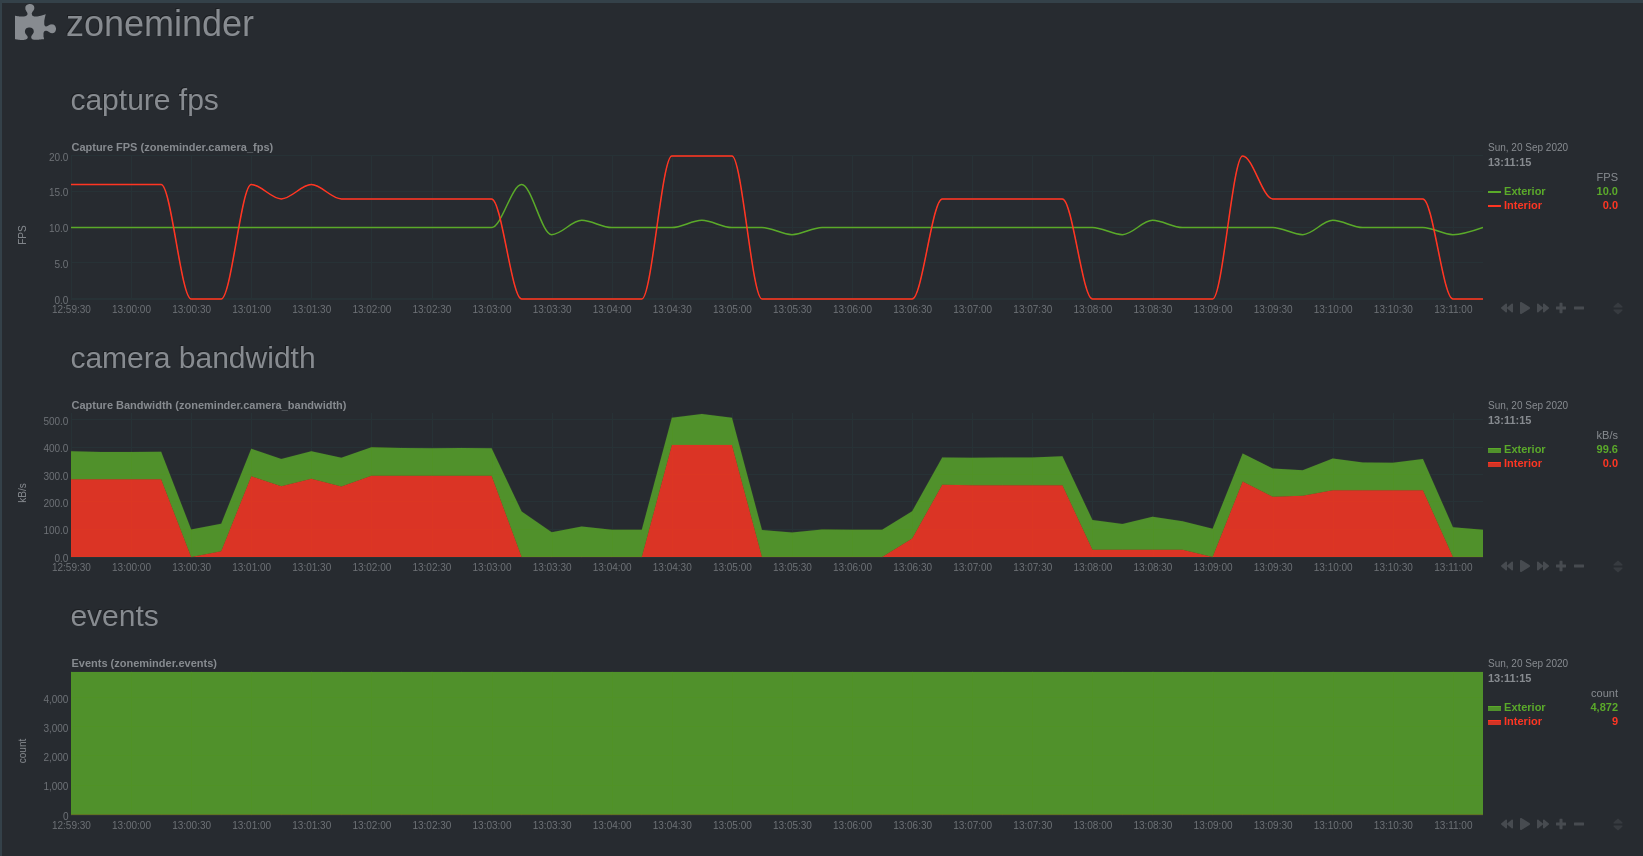 zoneminder
capture fps
Capture FPS (zoneminder.camera_fps)
Sun, 20 Sep 2020
13:11:15
FPS
Exterior 10.0
Interior 0.0
FPS
20.0
15.0
10.0
5.0
0.0
12:59:30 13:00:00 13:00:30 13:01:00 13:01:30 13:02:00 13:02:30 13:03:00 13:03:30 13:04:00 13:04:30 13:05:00 13:05:30 13:06:00 13:06:30 13:07:00 13:07:30 13:08:00 13:08:30 13:09:00 13:09:30 13:10:00 13:10:30 13:11:00
camera bandwidth
Capture Bandwidth (zoneminder.camera_bandwidth)
Sun, 20 Sep 2020
13:11:15
kB/s
Exterior 99.6
Interior 0.0
kB/s
500.0
400.0
300.0
200.0
100.0
0.0
12:59:30 13:00:00 13:00:30 13:01:00 13:01:30 13:02:00 13:02:30 13:03:00 13:03:30 13:04:00 13:04:30 13:05:00 13:05:30 13:06:00 13:06:30 13:07:00 13:07:30 13:08:00 13:08:30 13:09:00 13:09:30 13:10:00 13:10:30 13:11:00
events
Events (zoneminder.events)
Sun, 20 Sep 2020
13:11:15
count
Exterior 4,872
Interior 9
count
4,000
3,000
2,000
1,000
0
12:59:30 13:00:00 13:00:30 13:01:00 13:01:30 13:02:00 13:02:30 13:03:00 13:03:30 13:04:00 13:04:30 13:05:00 13:05:30 13:06:00 13:06:30 13:07:00 13:07:30 13:08:00 13:08:30 13:09:00 13:09:30 13:10:00 13:10:30 13:11:00